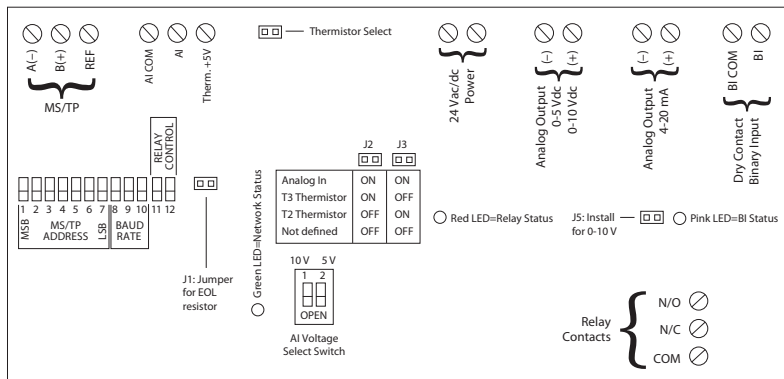 A(−)
B(+)
REF
MS/TP
AI COM
AI
Therm. +5V
Thermistor Select
24 Vac/dc
Power
(−)
(+)
Analog Output
0-5 Vdc
0-10 Vdc
(−)
(+)
Analog Output
4-20 mA
BI COM
BI
Dry Contact
Binary Input
RELAY
CONTROL
1 2 3 4 5 6 7 8 9 10 11 12
MSB
MS/TP
ADDRESS
LSB
BAUD
RATE
J1: Jumper
for EOL
resistor
Green LED=Network Status
J2 J3
Analog In ON ON
T3 Thermistor ON OFF
T2 Thermistor OFF ON
Not defined OFF OFF
10 V 5 V
1 2
OPEN
AI Voltage
Select Switch
Red LED=Relay Status
J5: Install
for 0-10 V
Pink LED=BI Status
Relay
Contacts
N/O
N/C
COM